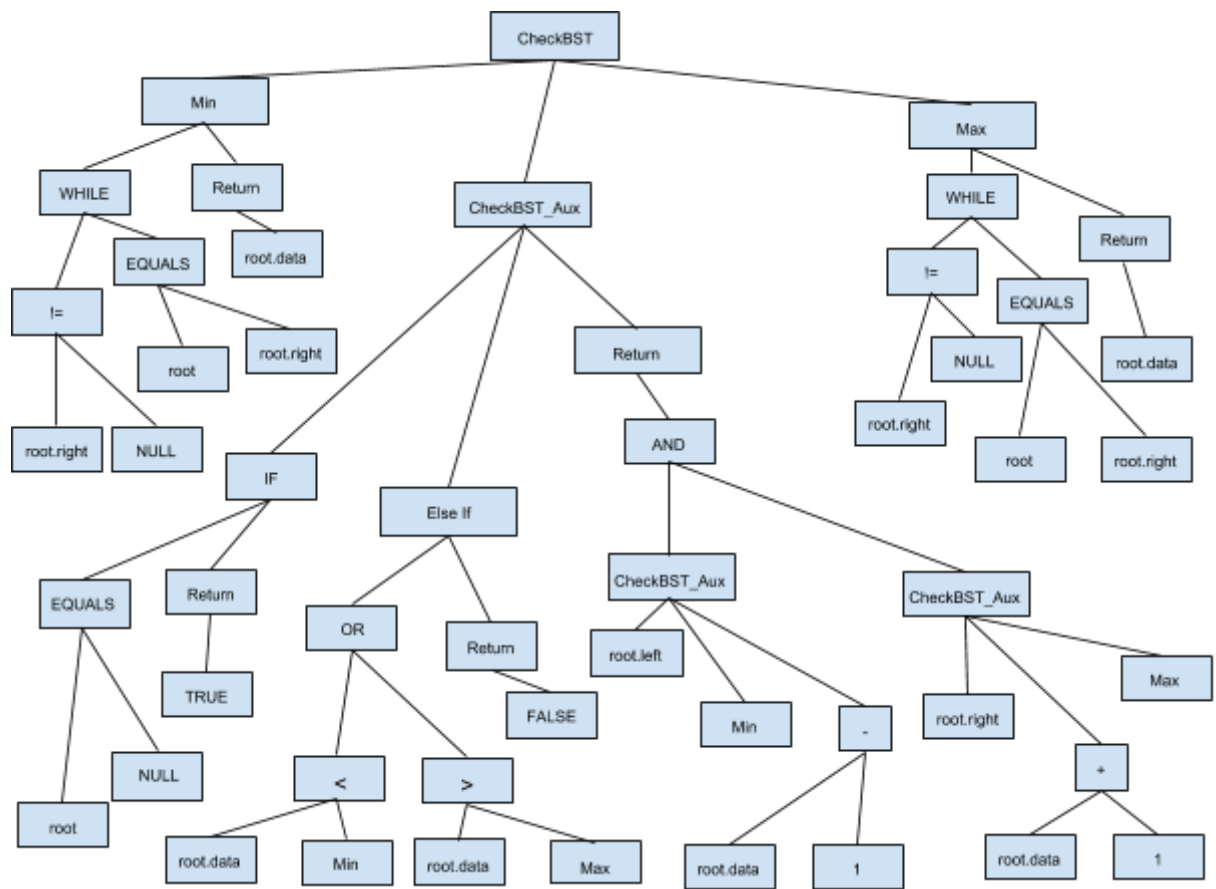 CheckBST
Min
Max
WHILE
Return
CheckBST_Aux
WHILE
Return
EQUALS
root.data
!=
EQUALS
!=
root
root.right
Return
NULL
root.data
root.right
NULL
AND
root.right
root
root.right
IF
Else If
EQUALS
Return
OR
Return
CheckBST_Aux
CheckBST_Aux
root.left
TRUE
FALSE
Min
-
root.right
Max
NULL
<
>
+
root
root.data
Min
root.data
Max
root.data
1
root.data
1